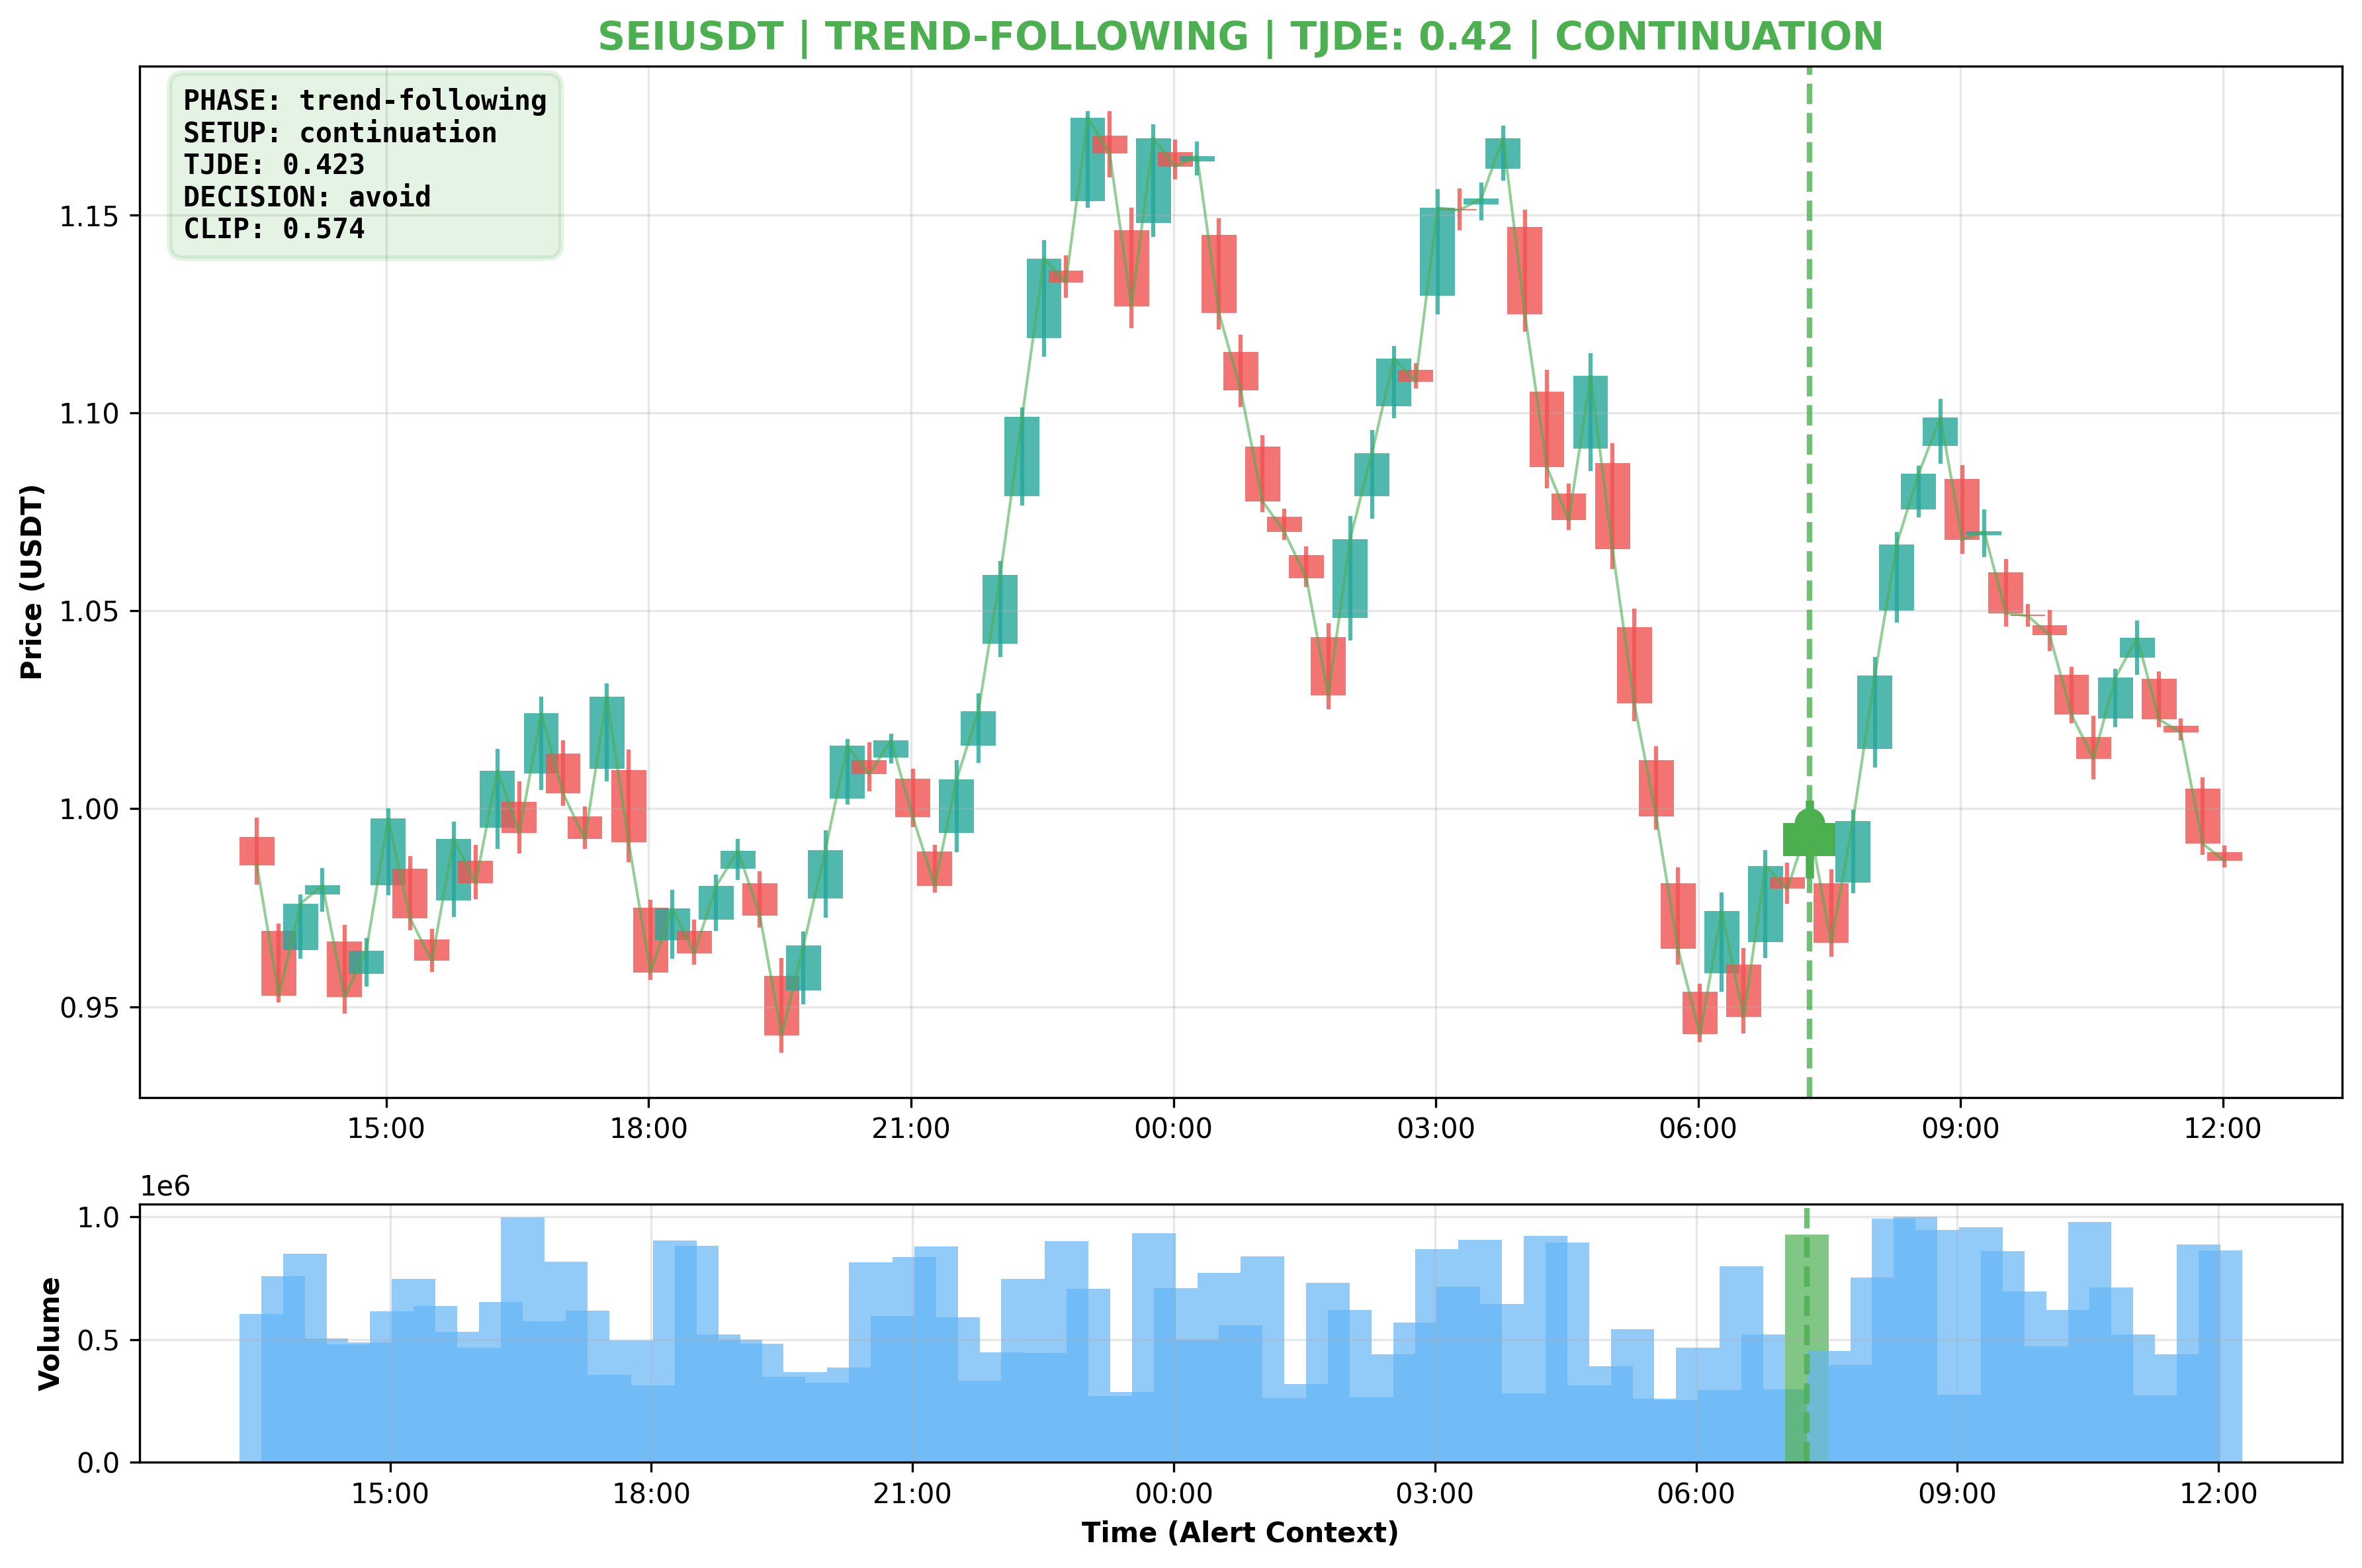 SEIUSDT | TREND-FOLLOWING | TJDE: 0.42 | CONTINUATION
PHASE: trend-following
SETUP: continuation
TJDE: 0.423
DECISION: avoid
CLIP: 0.574
Price (USDT)
1.15
1.10
1.05
1.00
0.95
15:00 18:00 21:00 00:00 03:00 06:00 09:00 12:00
1e6
Volume
1.0
0.5
0.0
15:00 18:00 21:00 00:00 03:00 06:00 09:00 12:00
Time (Alert Context)